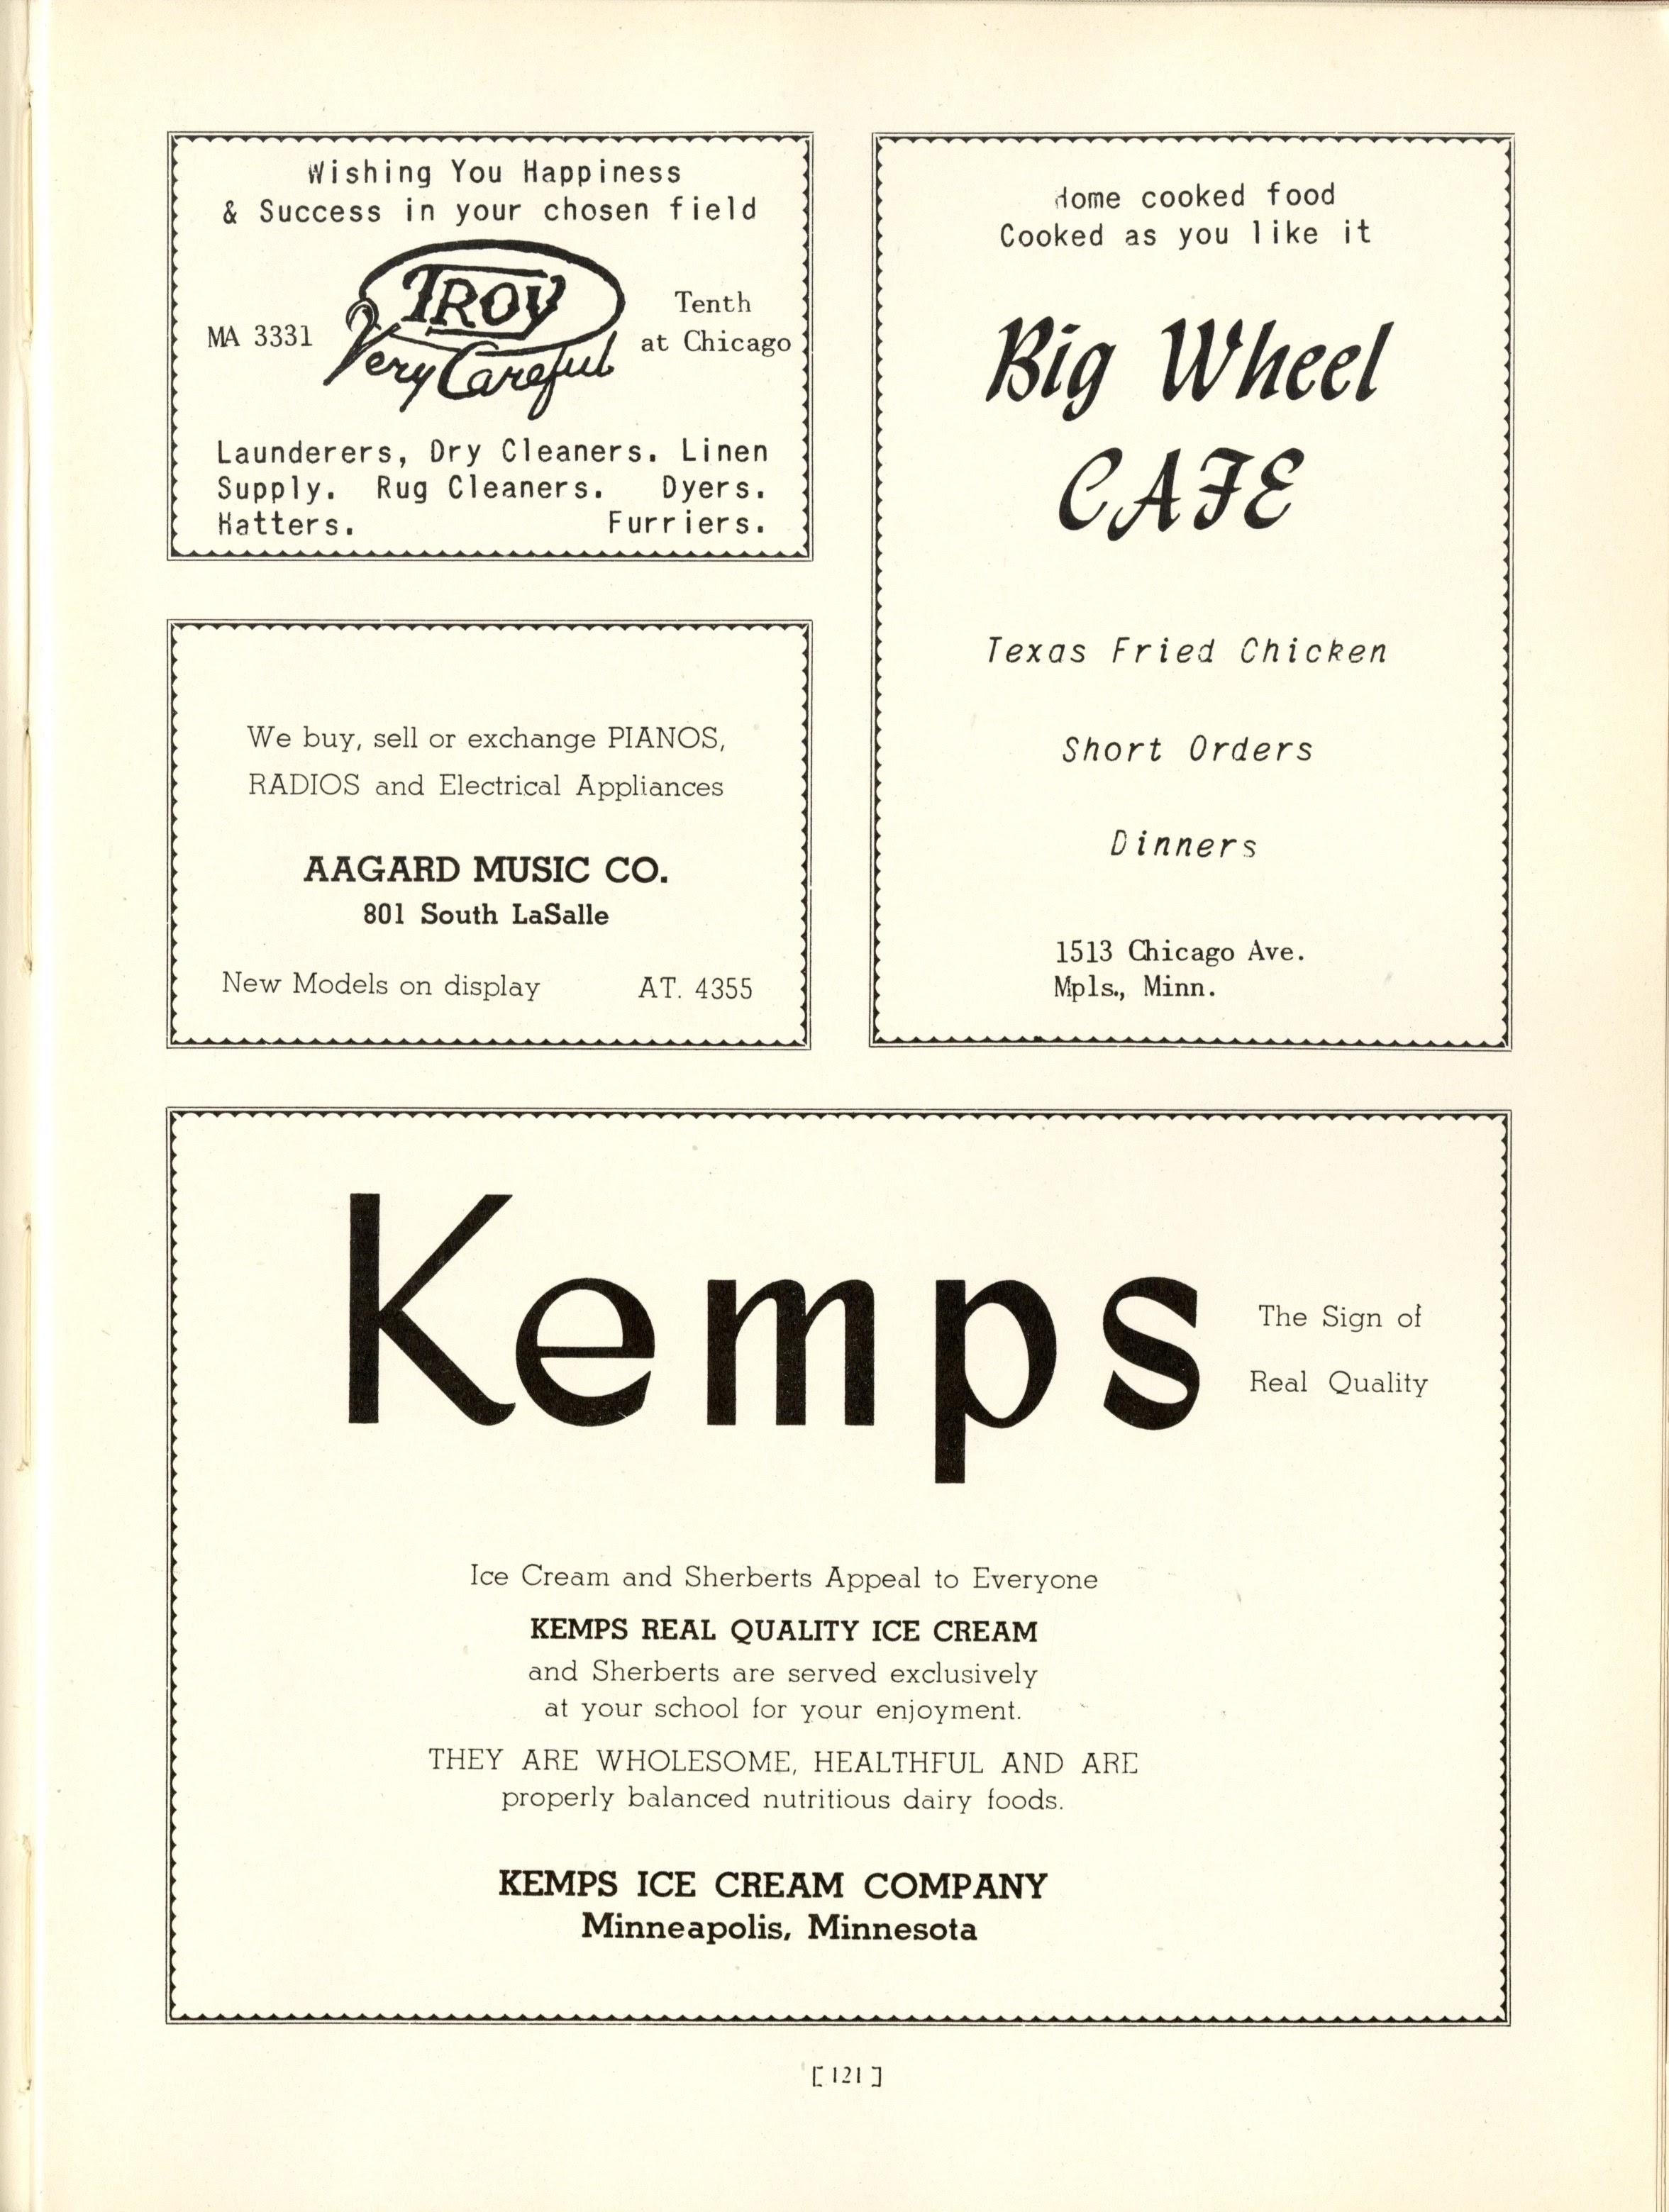 Wishing You Happiness
& Success in your chosen field
MA 3331
TROY
Very Careful
Tenth
at Chicago
Launderers, Dry Cleaners. Linen
Supply. Rug Cleaners. Dyers.
Hatters. Furriers.
We buy, sell or exchange PIANOS,
RADIOS and Electrical Appliances
AAGARD MUSIC CO.
801 South LaSalle
New Models on display AT. 4355
Home cooked food
Cooked as you like it
Big Wheel
CAFE
Texas Fried Chicken
Short Orders
Dinners
1513 Chicago Ave.
Mpls., Minn.
Kemps
The Sign of
Real Quality
Ice Cream and Sherberts Appeal to Everyone
KEMPS REAL QUALITY ICE CREAM
and Sherberts are served exclusively
at your school for your enjoyment.
THEY ARE WHOLESOME, HEALTHFUL AND ARE
properly balanced nutritious dairy foods.
KEMPS ICE CREAM COMPANY
Minneapolis, Minnesota
[ 121 ]